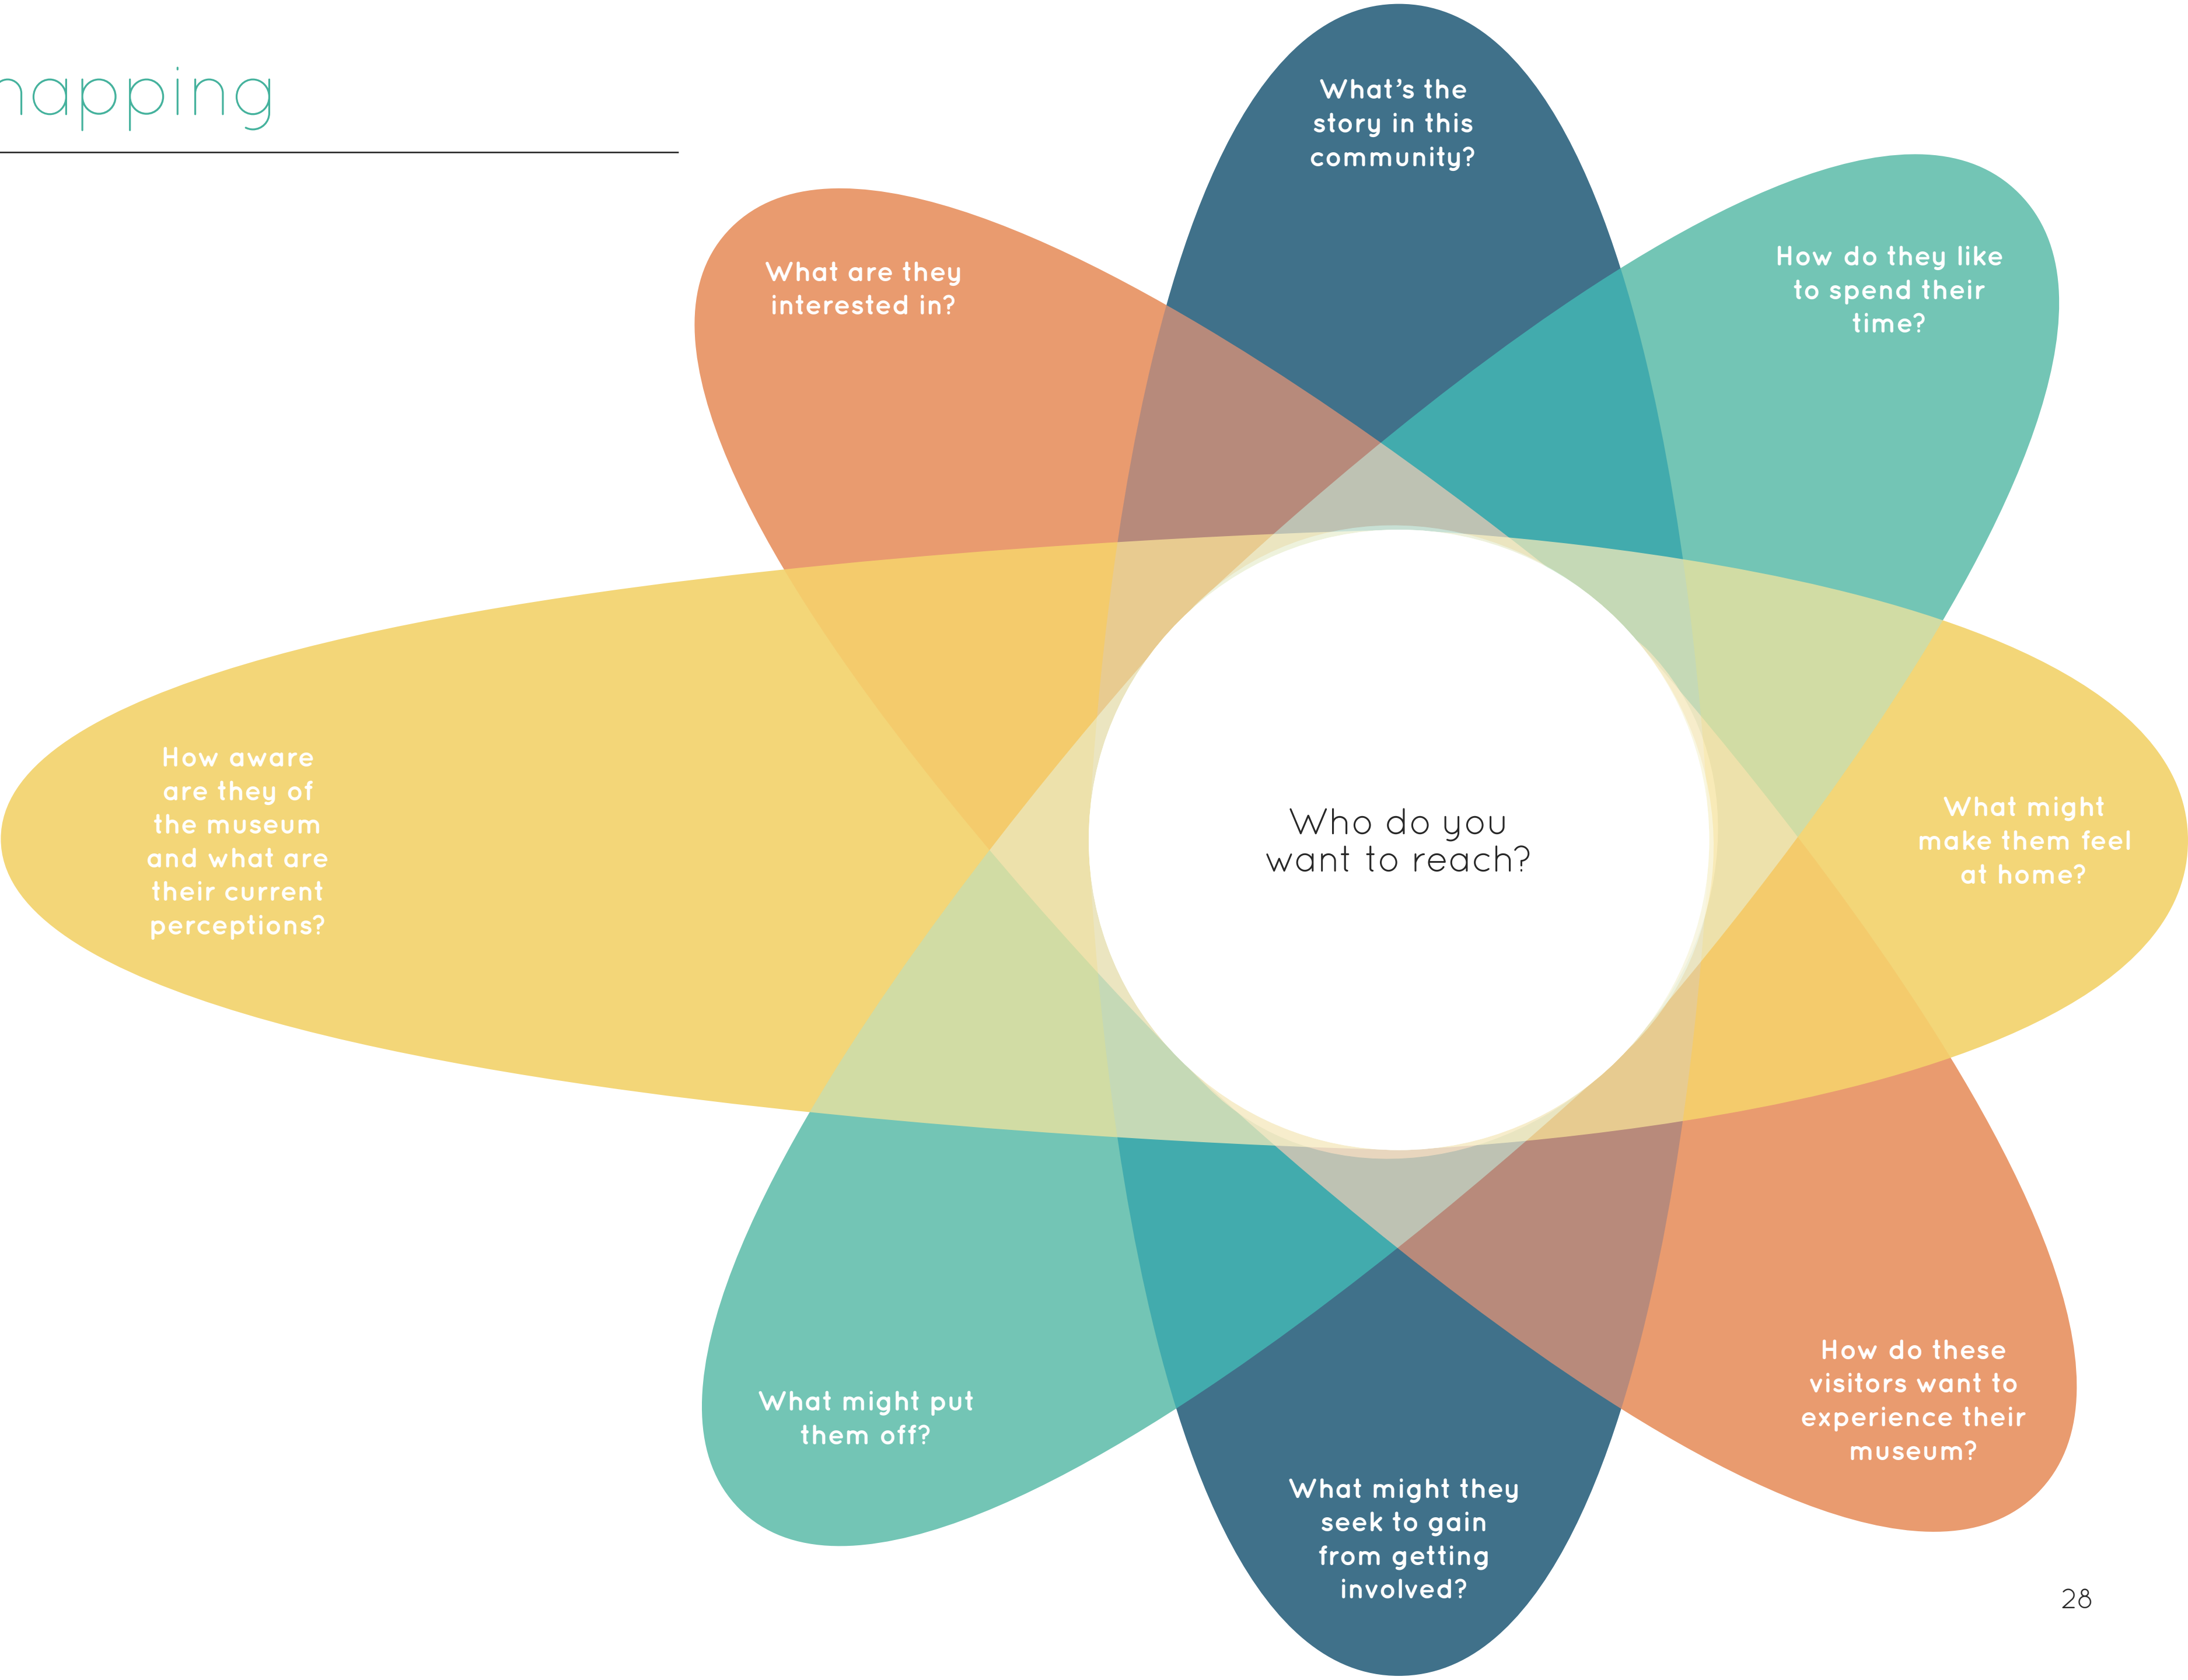 napping
What's the
story in this
community?
How do they like
to spend their
time?
What are they
interested in?
How aware
are they of
the museum
and what are
their current
perceptions?
Who do you
want to reach?
What might
make them feel
at home?
How do these
visitors want to
experience their
museum?
What might put
them off?
What might they
seek to gain
from getting
involved?
28